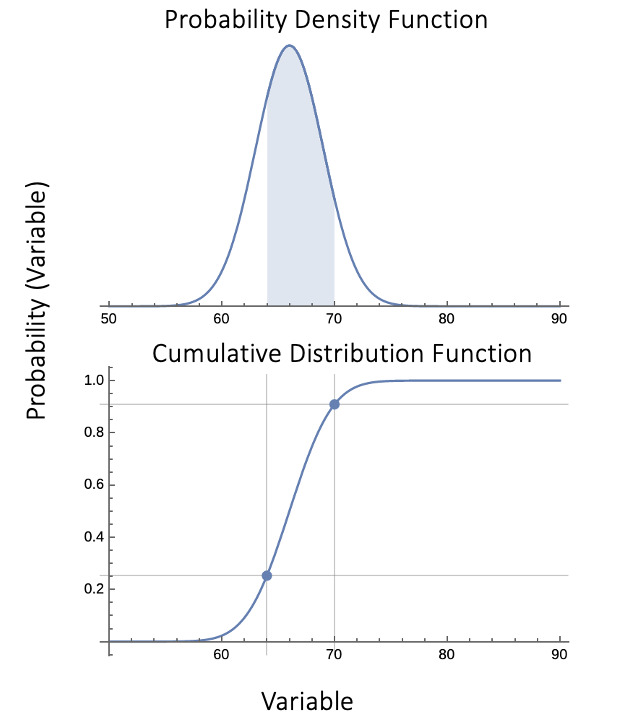 Probability Density Function
Probability (Variable)
50 60 70 80 90
Cumulative Distribution Function
1.0
0.8
0.6
0.4
0.2
60 70 80 90
Variable